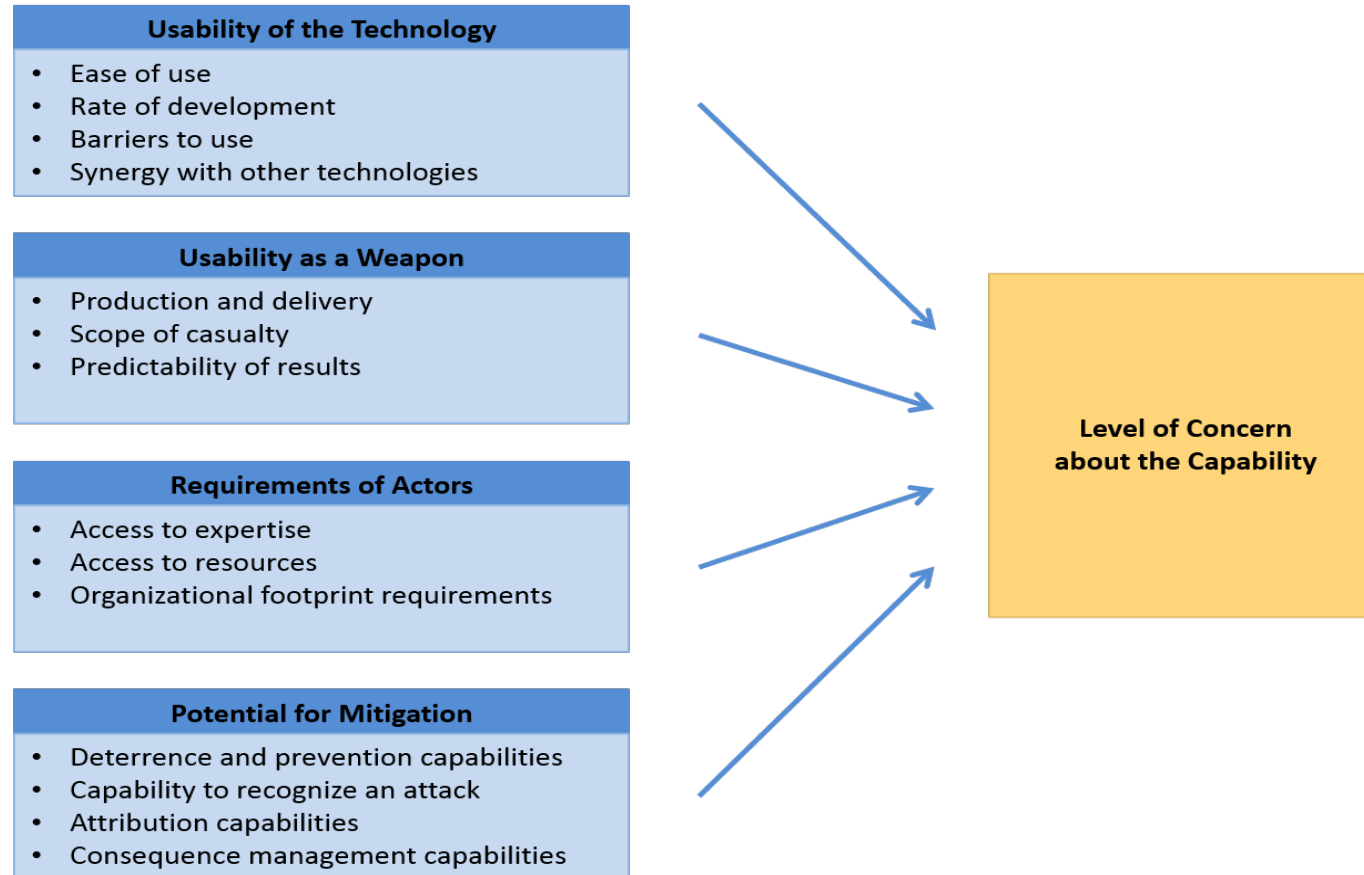 Usability of the Technology
• Ease of use
• Rate of development
• Barriers to use
• Synergy with other technologies
Usability as a Weapon
• Production and delivery
• Scope of casualty
• Predictability of results
Requirements of Actors
• Access to expertise
• Access to resources
• Organizational footprint requirements
Potential for Mitigation
• Deterrence and prevention capabilities
• Capability to recognize an attack
• Attribution capabilities
• Consequence management capabilities
Level of Concern
about the Capability